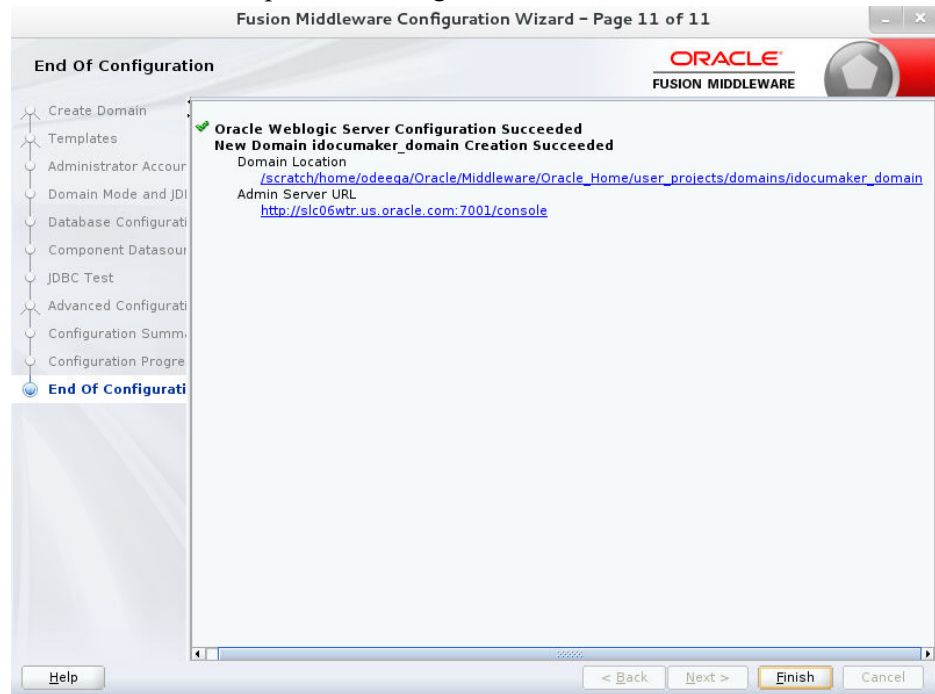 Fusion Middleware Configuration Wizard – Page 11 of 11
End Of Configuration
ORACLE
FUSION MIDDLEWARE
Create Domain
Templates
Administrator Accour
Domain Mode and JDI
Database Configurati
Component Datasour
JDBC Test
Advanced Configurati
Configuration Summ
Configuration Progre
End Of Configurati
Oracle Weblogic Server Configuration Succeeded
New Domain idocumaker_domain Creation Succeeded
Domain Location
/scratch/home/odeeqa/Oracle/Middleware/Oracle_Home/user_projects/domains/idocumaker_domain
Admin Server URL
http://slc06wtr.us.oracle.com:7001/console
Help
< Back
Next >
Finish
Cancel